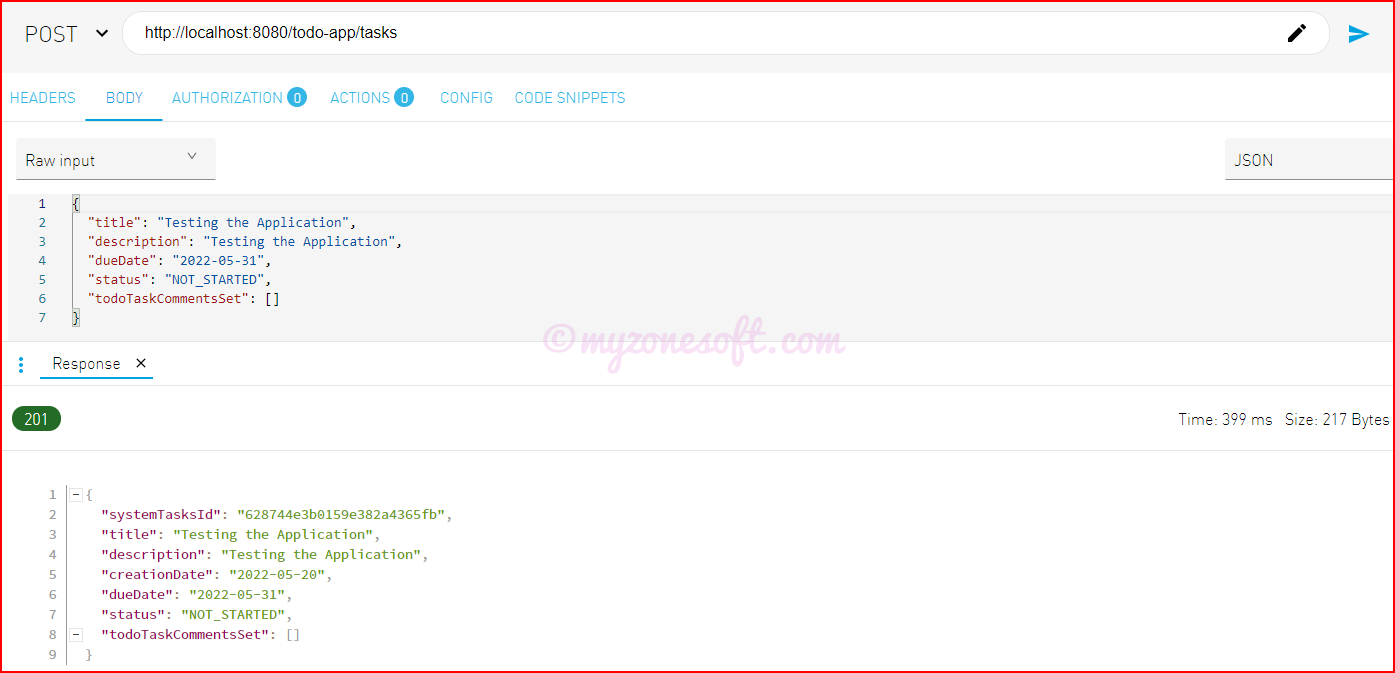 POST http://localhost:8080/todo-app/tasks
HEADERS BODY AUTHORIZATION 0 ACTIONS 0 CONFIG CODE SNIPPETS
Raw input JSON
1 {
2 "title": "Testing the Application",
3 "description": "Testing the Application",
4 "dueDate": "2022-05-31",
5 "status": "NOT_STARTED",
6 "todoTaskCommentsSet": []
7 }
©myzonesoft.com
Response ×
201 Time: 399 ms Size: 217 Bytes
1 {
2 "systemTasksId": "628744e3b0159e382a4365fb",
3 "title": "Testing the Application",
4 "description": "Testing the Application",
5 "creationDate": "2022-05-20",
6 "dueDate": "2022-05-31",
7 "status": "NOT_STARTED",
8 "todoTaskCommentsSet": []
9 }